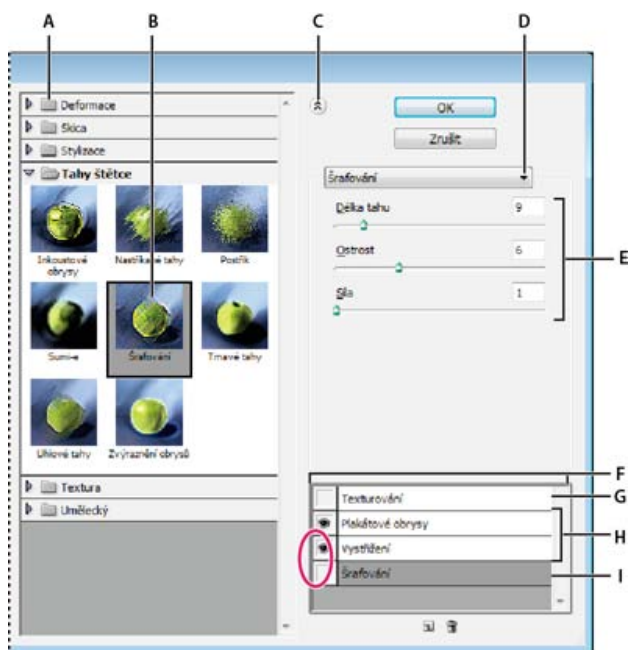 A
B
C
D
Deformace
Skica
Stylizace
Tahy štětce
Inkoustové obrysy
Nastříkané tahy
Postřik
Sumi-e
Šrafování
Tmavé tahy
Uhlové tahy
Zvýraznění obrysů
Textura
Umělecký
OK
Zrušit
Šrafování
Délka tahu 9
Ostrost 6
Síla 1
E
F
Texturování
G
Plakátové obrysy
H
Vystřižení
Šrafování
I